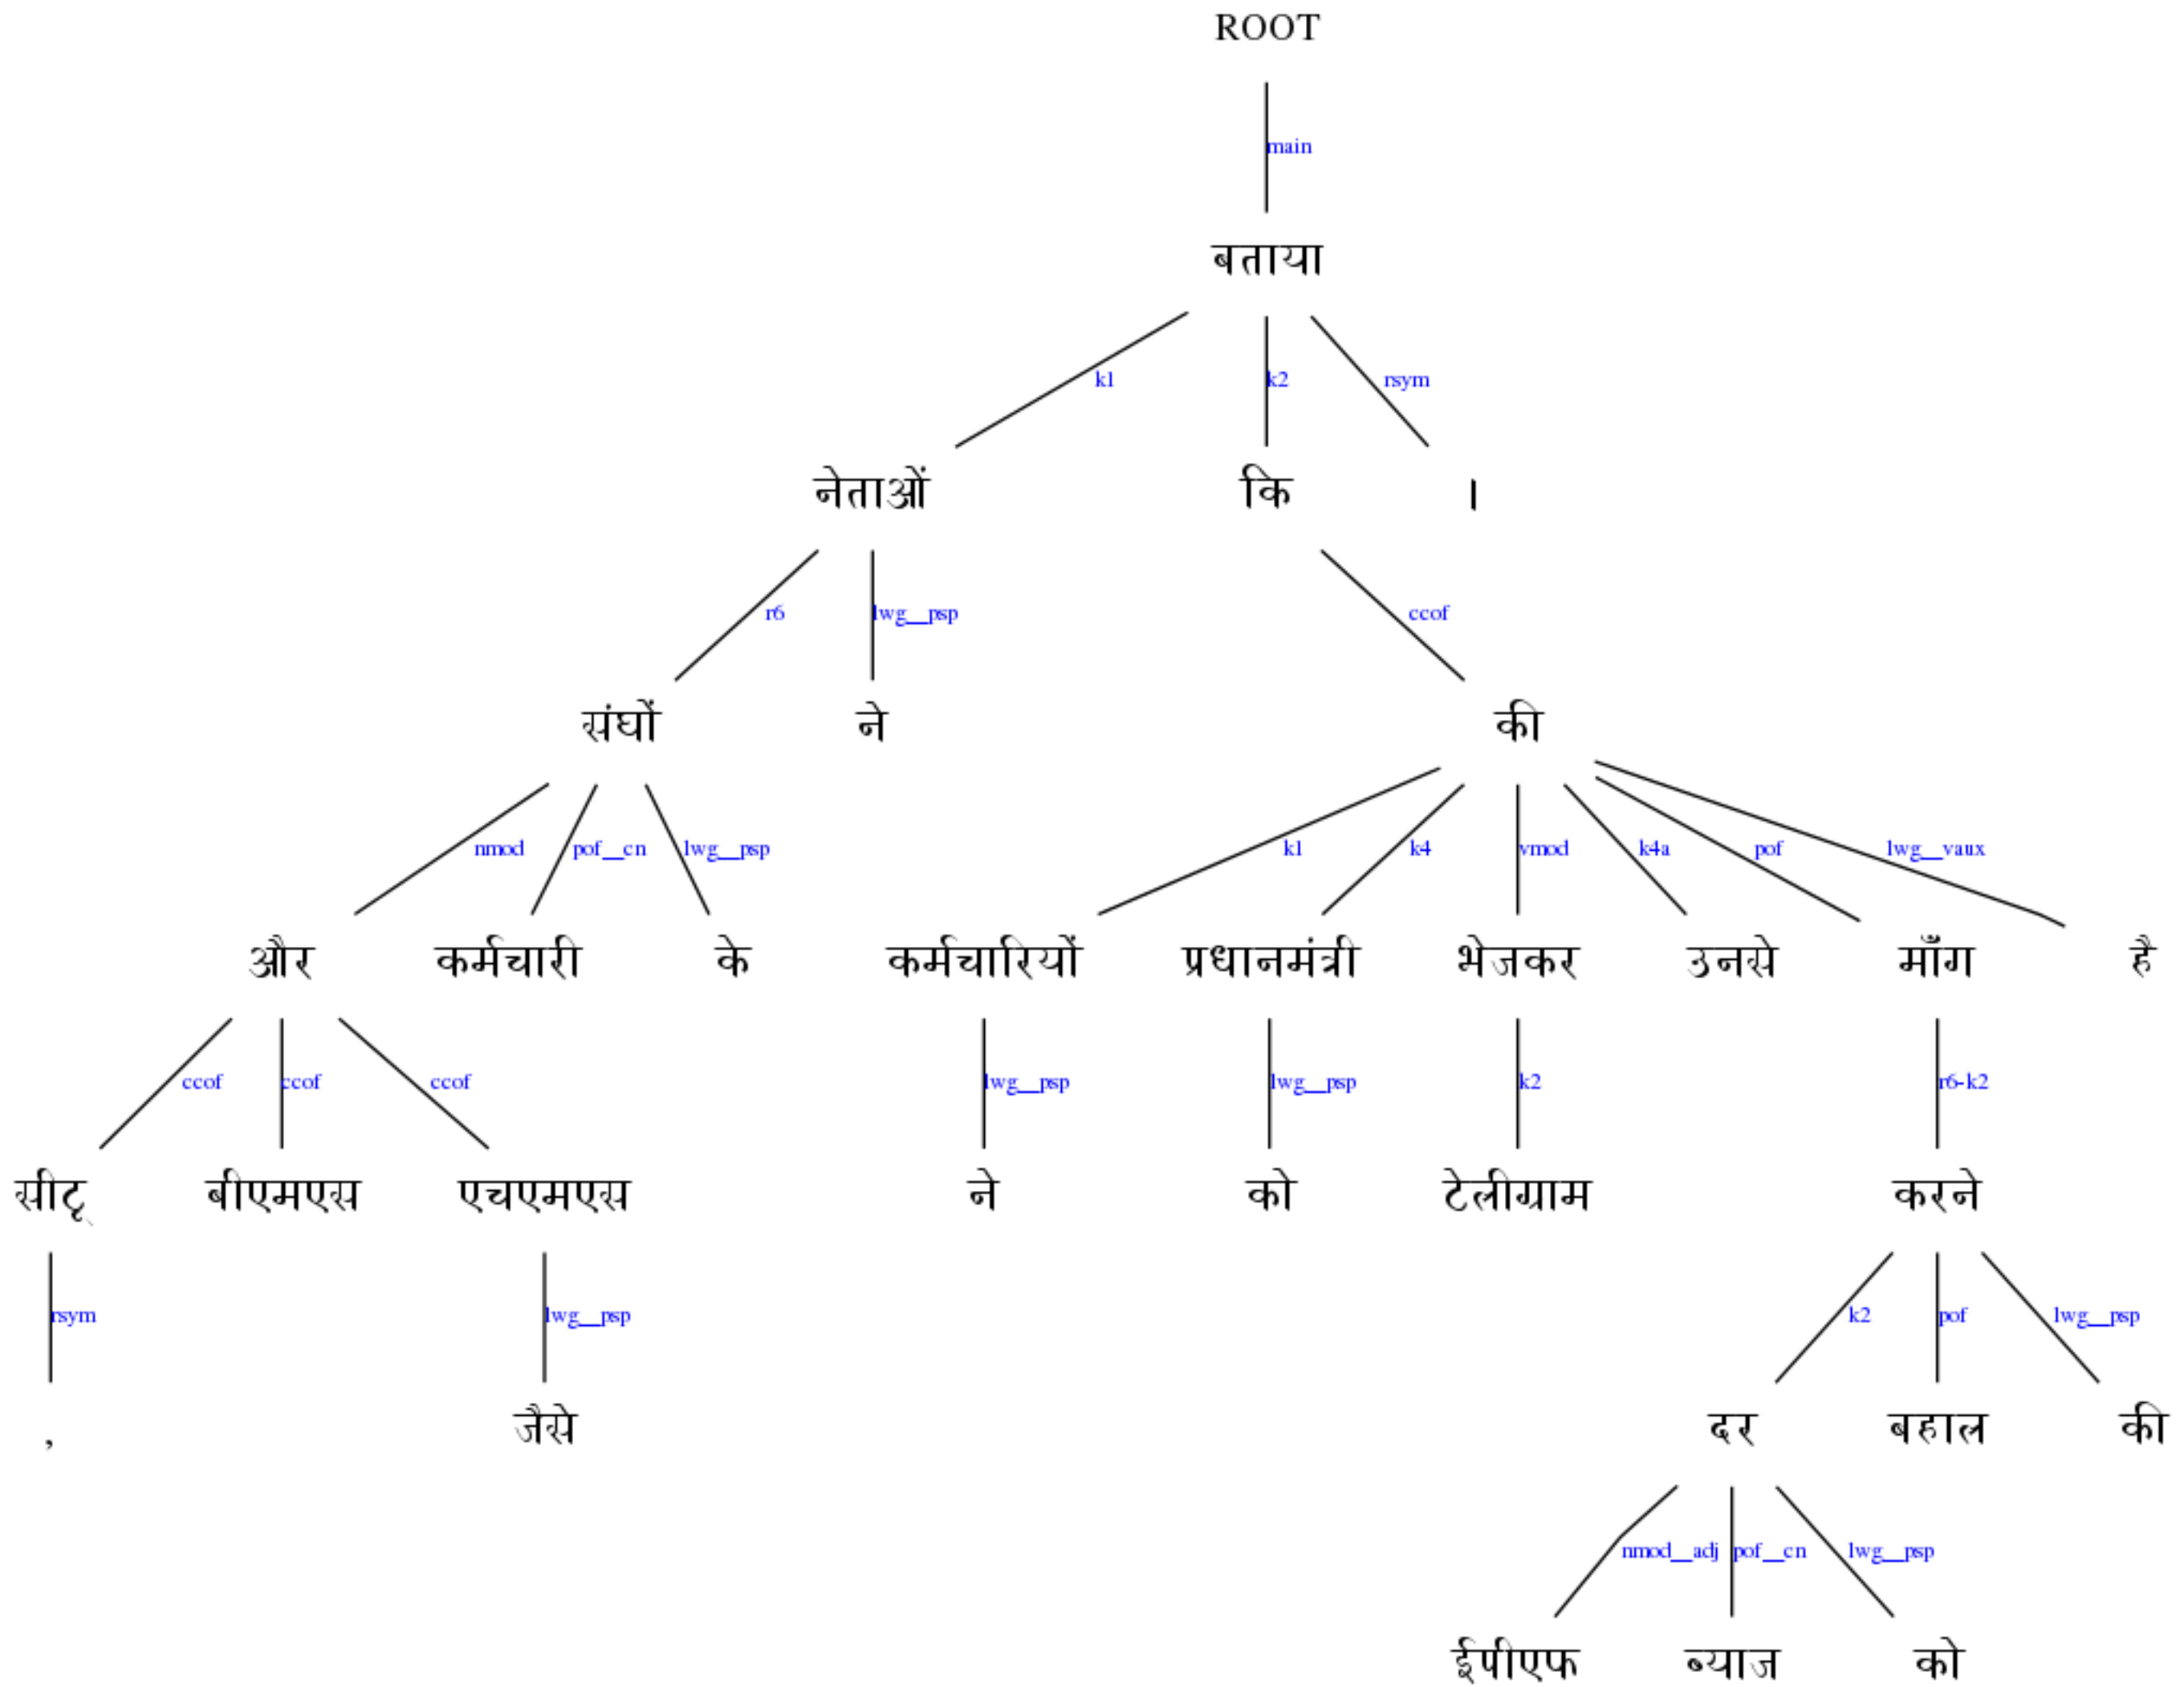 ROOT
main
बताया
k1 k2 rsym
नेताओं कि ।
r6 lwg__psp ccof
संघों ने की
nmod pof__cn lwg__psp k1 k4 vmod k4a pof lwg__vaux
और कर्मचारी के कर्मचारियों प्रधानमंत्री भेजकर उनसे माँग है
ccof ccof ccof lwg__psp lwg__psp k2 r6-k2
सीटू बीएमएस एचएमएस ने को टेलीग्राम करने
rsym lwg__psp k2 pof lwg__psp
, जैसे दर बहाल की
nmod__adj pof__cn lwg__psp
ईपीएफ ब्याज को